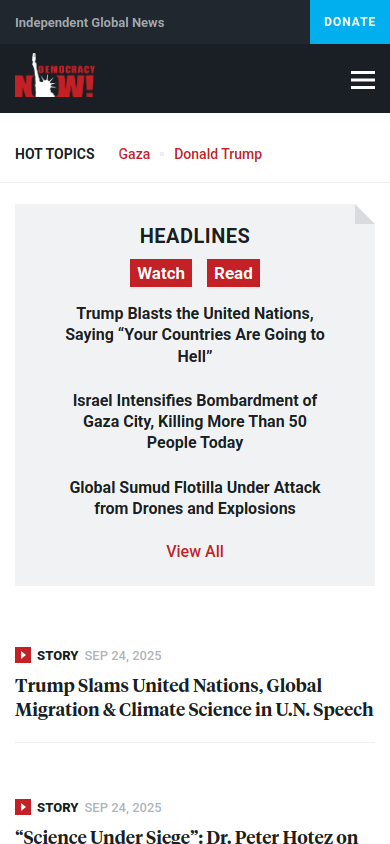 Independent Global News
DONATE
DEMOCRACY
NOW!
HOT TOPICS
Gaza
Donald Trump
HEADLINES
Watch
Read
Trump Blasts the United Nations,
Saying “Your Countries Are Going to
Hell”
Israel Intensifies Bombardment of
Gaza City, Killing More Than 50
People Today
Global Sumud Flotilla Under Attack
from Drones and Explosions
View All
STORY SEP 24, 2025
Trump Slams United Nations, Global
Migration & Climate Science in U.N. Speech
STORY SEP 24, 2025
“Science Under Siege”: Dr. Peter Hotez on